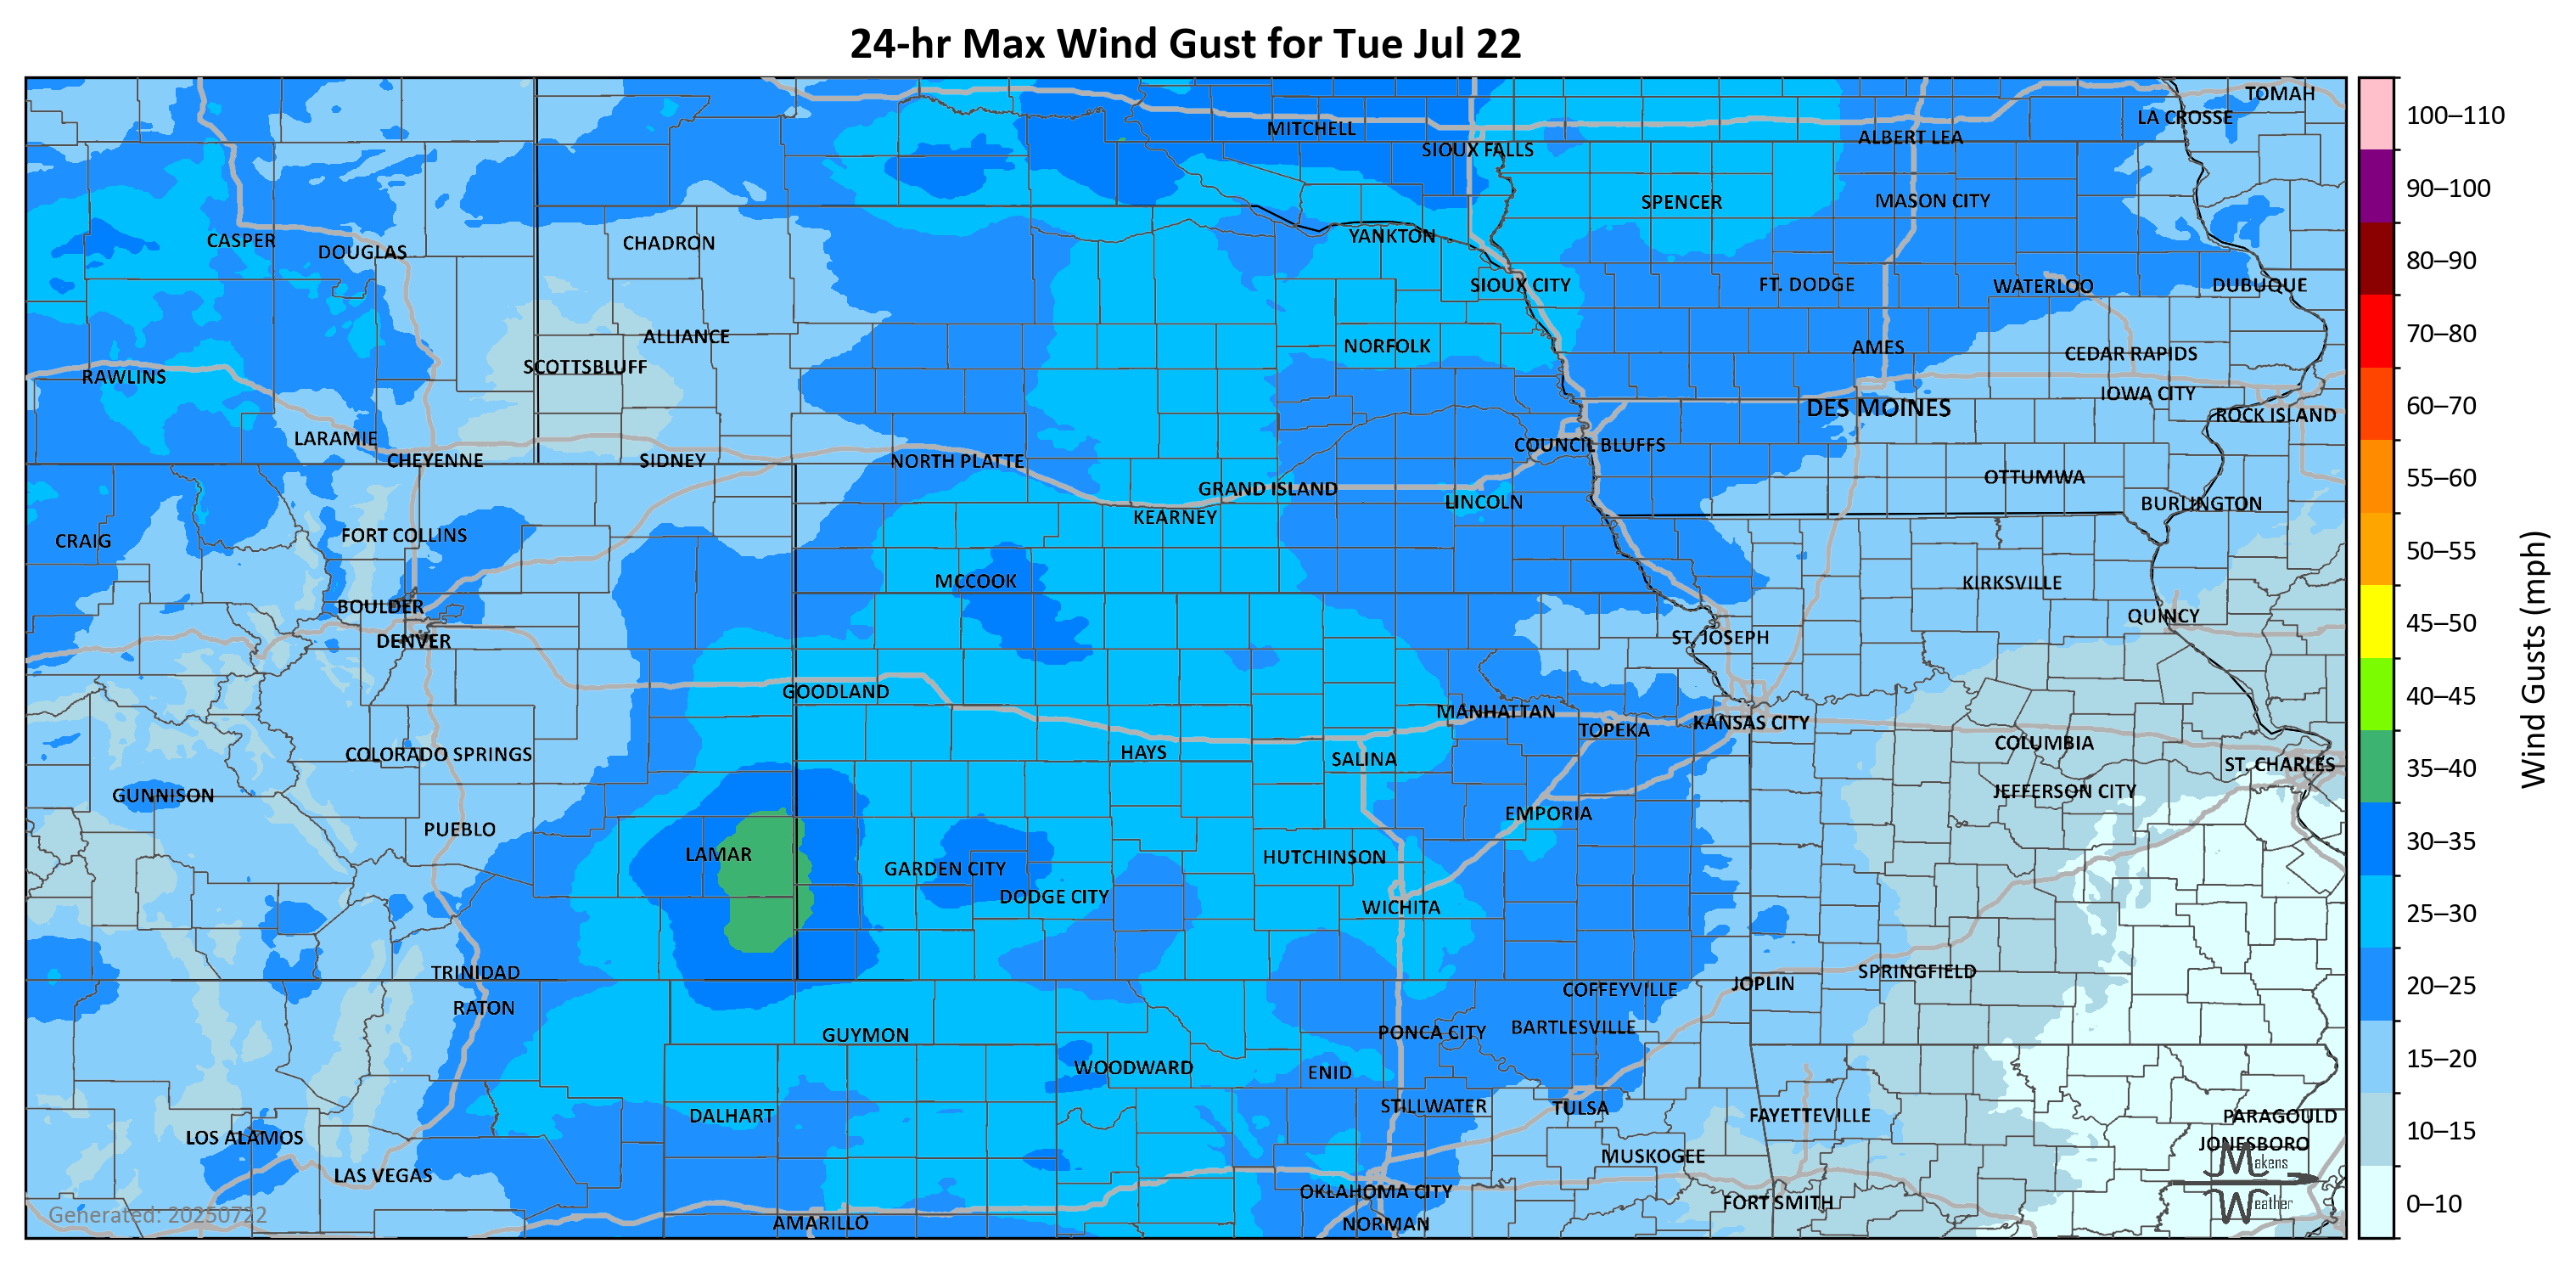 24-hr Max Wind Gust for Tue Jul 22
TOMAH
LA CROSSE
MITCHELL
ALBERT LEA
SIOUX FALLS
SPENCER
MASON CITY
CASPER
DOUGLAS
CHADRON
YANKTON
SIOUX CITY
FT. DODGE
WATERLOO
DUBUQUE
ALLIANCE
NORFOLK
AMES
CEDAR RAPIDS
SCOTTSBLUFF
RAWLINS
IOWA CITY
DES MOINES
ROCK ISLAND
LARAMIE
COUNCIL BLUFFS
CHEYENNE
SIDNEY
NORTH PLATTE
OTTUMWA
GRAND ISLAND
LINCOLN
BURLINGTON
KEARNEY
FORT COLLINS
CRAIG
MCCOOK
KIRKSVILLE
BOULDER
QUINCY
DENVER
ST. JOSEPH
GOODLAND
MANHATTAN
KANSAS CITY
TOPEKA
COLUMBIA
COLORADO SPRINGS
HAYS
SALINA
ST. CHARLES
GUNNISON
JEFFERSON CITY
EMPORIA
PUEBLO
LAMAR
HUTCHINSON
GARDEN CITY
DODGE CITY
WICHITA
TRINIDAD
SPRINGFIELD
JOPLIN
COFFEYVILLE
RATON
BARTLESVILLE
PONCA CITY
GUYMON
WOODWARD
ENID
STILLWATER
TULSA
DALHART
FAYETTEVILLE
PARAGOULD
LOS ALAMOS
JONESBORO
MUSKOGEE
LAS VEGAS
OKLAHOMA CITY
FORT SMITH
AMARILLO
NORMAN
Generated: 20250722
Makens
Weather
100–110
90–100
80–90
70–80
60–70
55–60
50–55
45–50
40–45
35–40
30–35
25–30
20–25
15–20
10–15
0–10
Wind Gusts (mph)